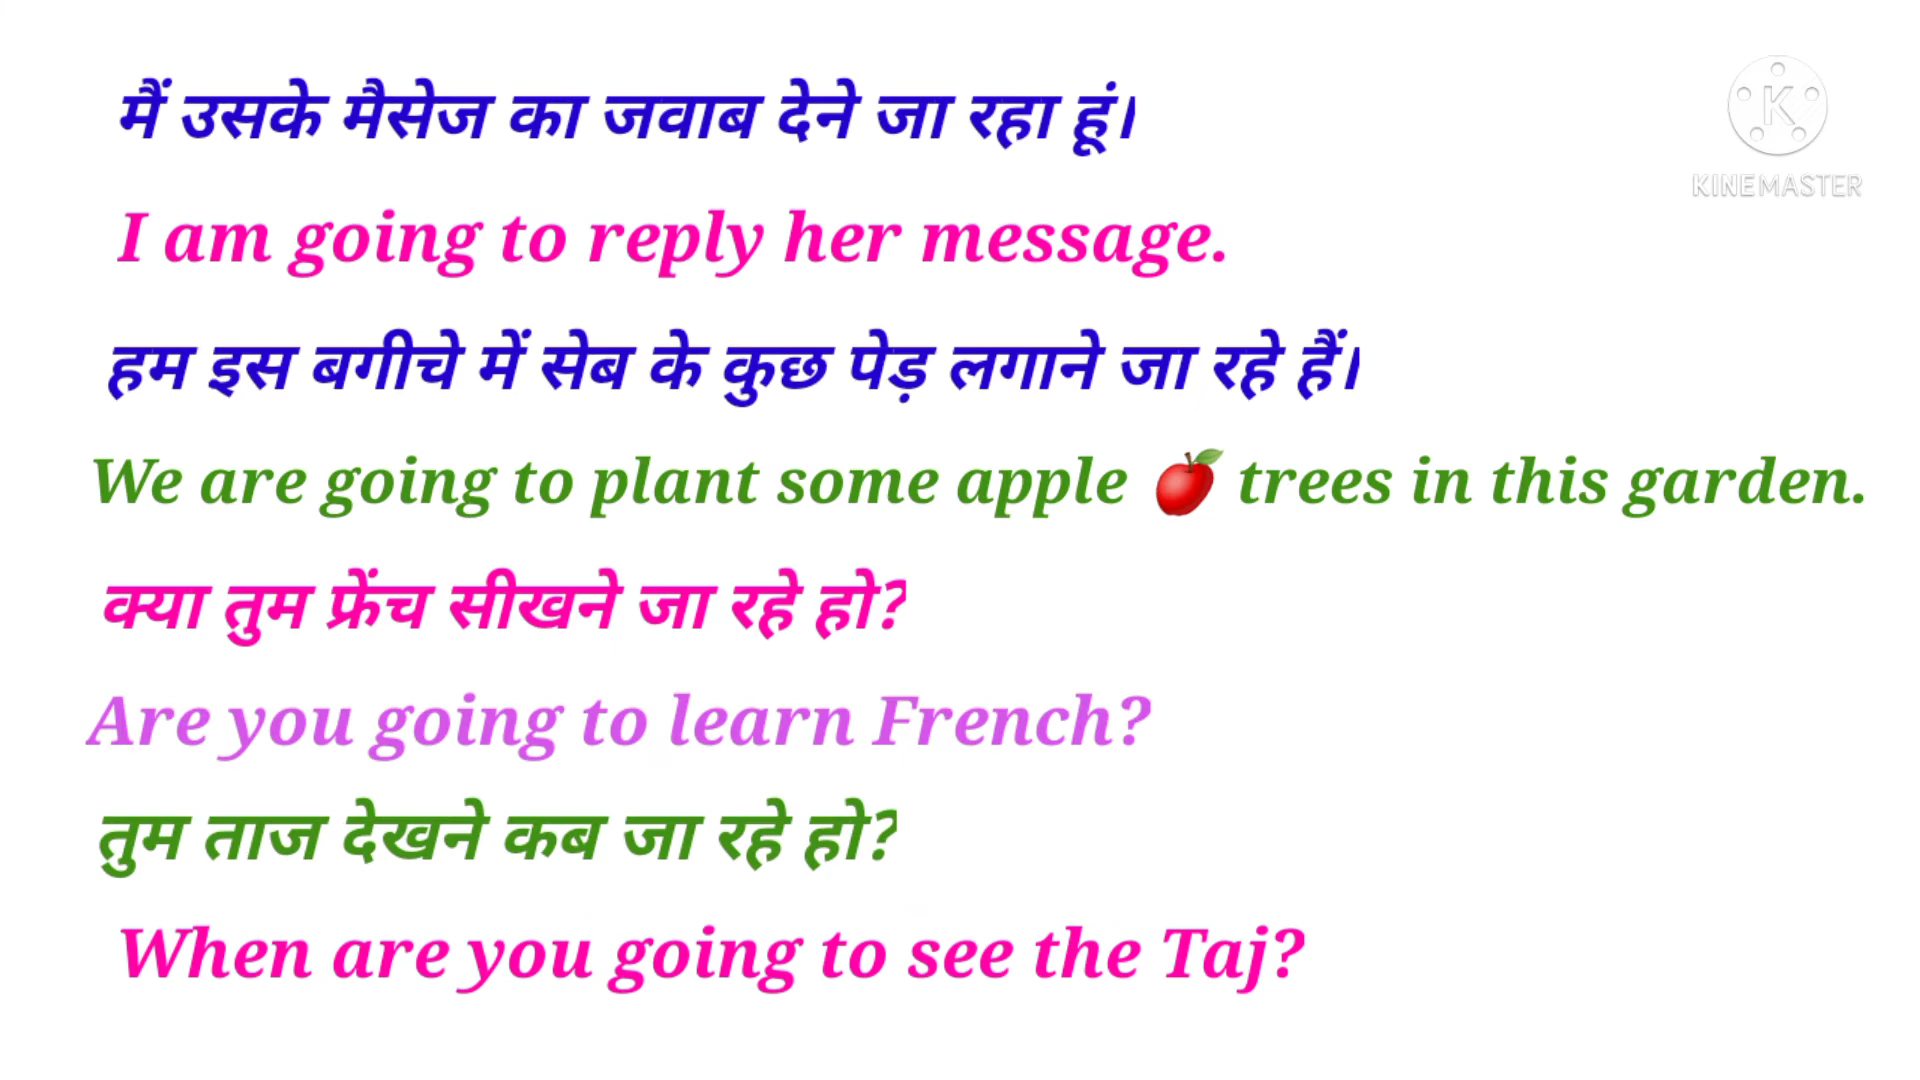 मैं उसके मैसेज का जवाब देने जा रहा हूं।
K
KINEMASTER
I am going to reply her message.
हम इस बगीचे में सेब के कुछ पेड़ लगाने जा रहे हैं।
We are going to plant some apple 🍎 trees in this garden.
क्या तुम फ्रेंच सीखने जा रहे हो?
Are you going to learn French?
तुम ताज देखने कब जा रहे हो?
When are you going to see the Taj?